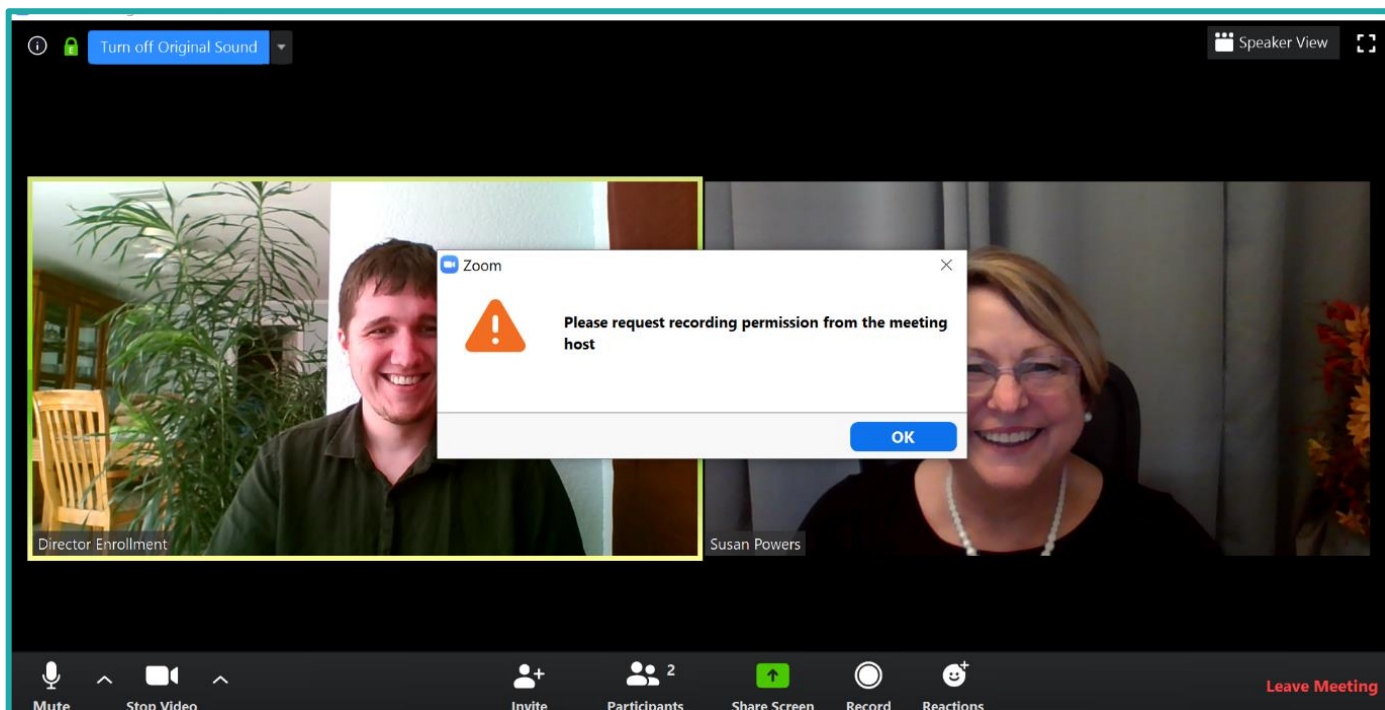 Turn off Original Sound
Speaker View
Zoom
Please request recording permission from the meeting
host
OK
Director Enrollment
Susan Powers
2
Mute
Stop Video
Invite
Participants
Share Screen
Record
Reactions
Leave Meeting